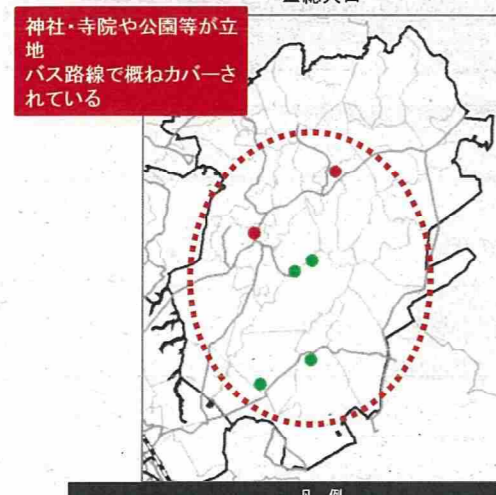 神社・寺院や公園等が立
地
バス路線で概ねカバーさ
れている
凡 例